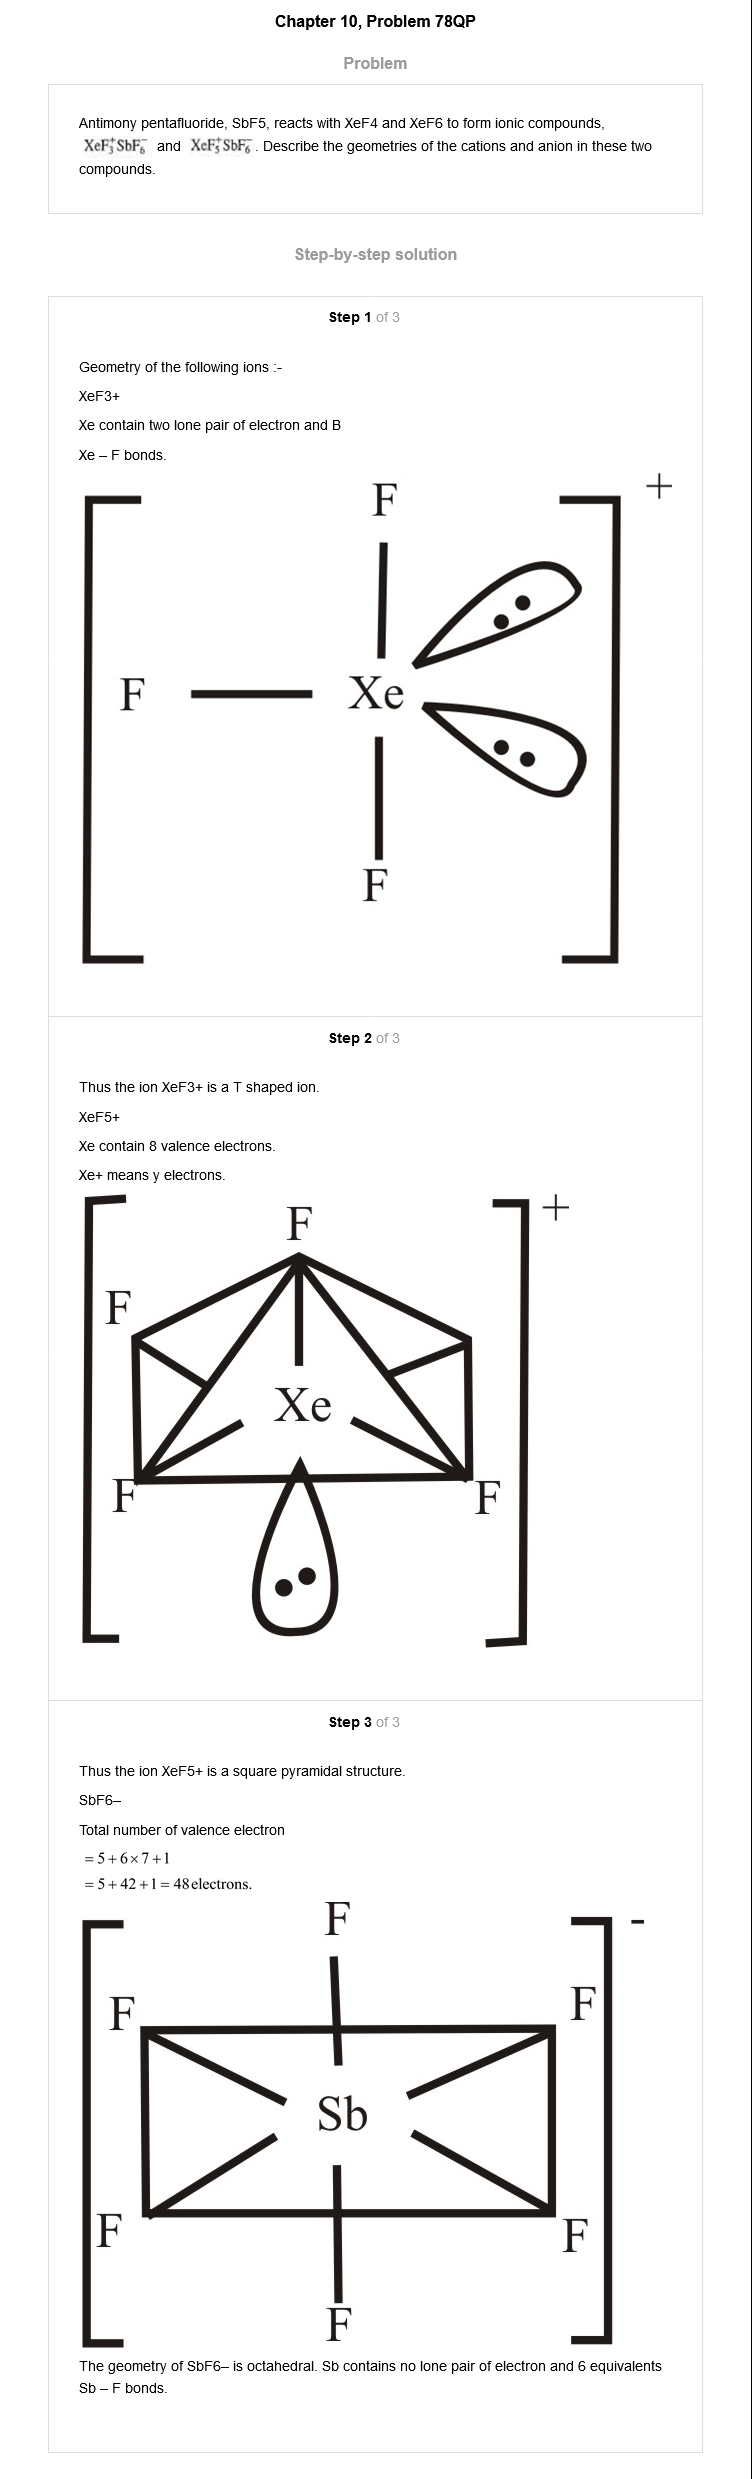 Chapter 10, Problem 78QP
Problem
Antimony pentafluoride, SbF5, reacts with XeF4 and XeF6 to form ionic compounds,
XeF₃⁺SbF₆⁻ and XeF₅⁺SbF₆⁻. Describe the geometries of the cations and anion in these two
compounds.
Step-by-step solution
Step 1 of 3
Geometry of the following ions :-
XeF3+
Xe contain two lone pair of electron and B
Xe – F bonds.
+
F
F
Xe
F
Step 2 of 3
Thus the ion XeF3+ is a T shaped ion.
XeF5+
Xe contain 8 valence electrons.
Xe+ means y electrons.
+
F
F
Xe
F
F
Step 3 of 3
Thus the ion XeF5+ is a square pyramidal structure.
SbF6–
Total number of valence electron
= 5 + 6 × 7 + 1
= 5 + 42 + 1 = 48 electrons.
F
-
F
F
Sb
F
F
F
The geometry of SbF6– is octahedral. Sb contains no lone pair of electron and 6 equivalents
Sb – F bonds.